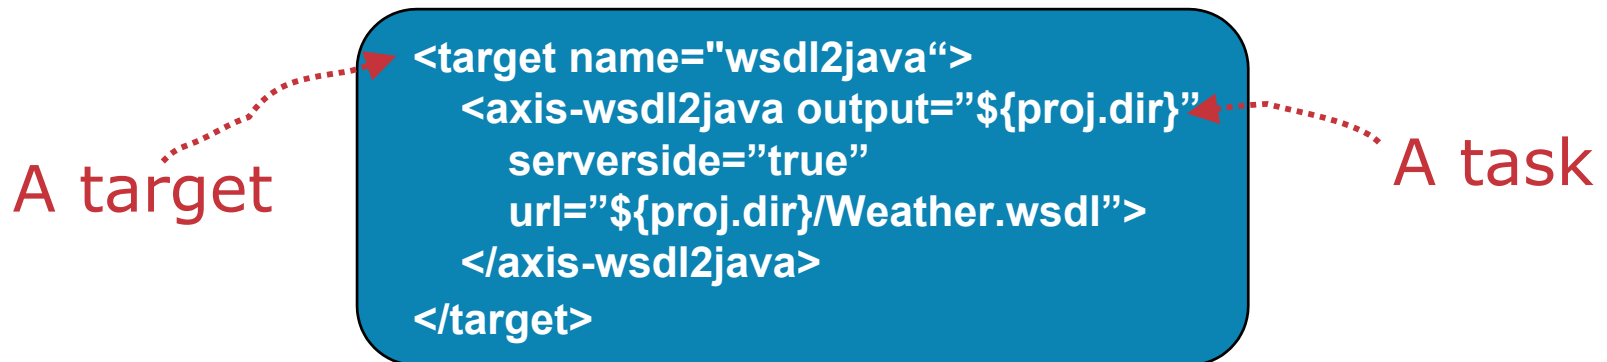 <target name="wsdl2java“>
<axis-wsdl2java output=”${proj.dir}”
serverside=”true”
url=”${proj.dir}/Weather.wsdl”>
</axis-wsdl2java>
</target>
A target
A task